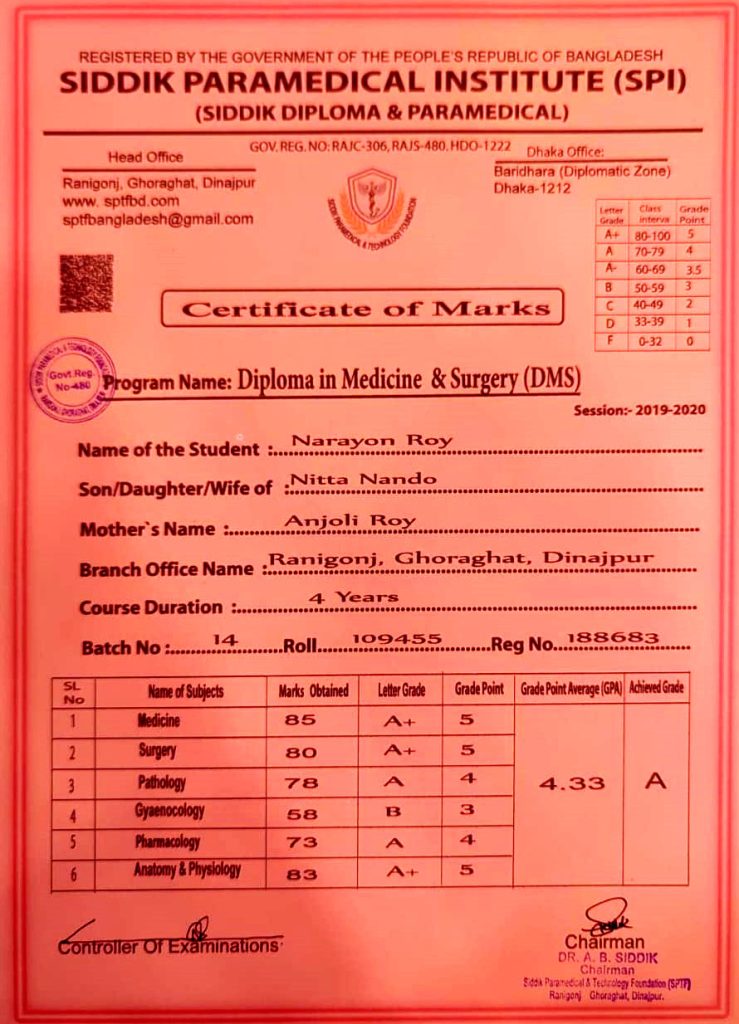 REGISTERED BY THE GOVERNMENT OF THE PEOPLE'S REPUBLIC OF BANGLADESH
SIDDIK PARAMEDICAL INSTITUTE (SPI)
(SIDDIK DIPLOMA & PARAMEDICAL)
GOV. REG. NO: RAJC-306, RAJS-480. HDO-1222
Head Office
Ranigonj, Ghoraghat, Dinajpur
www. sptfbd.com
sptfbangladesh@gmail.com
Dhaka Office:
Baridhara (Diplomatic Zone)
Dhaka-1212
SIDDIK PARAMEDICAL & TECHNOLOGY FOUNDATION
Letter Grade Class Interva Grade Point
A+ 80-100 5
A 70-79 4
A- 60-69 3.5
B 50-59 3
C 40-49 2
D 33-39 1
F 0-32 0
Certificate of Marks
Govt.Reg.
No-480
Program Name: Diploma in Medicine & Surgery (DMS)
Session:- 2019-2020
Name of the Student :.... Narayon Roy
Son/Daughter/Wife of :.Nitta Nando
Mother`s Name :.... Anjoli Roy
Branch Office Name :.Ranigonj, Ghoraghat, Dinajpur
Course Duration :.... 4 Years
Batch No :.... 14 ....Roll.... 109455 ....Reg No. 188683
SL No Name of Subjects Marks Obtained Letter Grade Grade Point Grade Point Average (GPA) Achieved Grade
1 Medicine 85 A+ 5
2 Surgery 80 A+ 5
3 Pathology 78 A 4 4.33 A
4 Gyaenocology 58 B 3
5 Pharmacology 73 A 4
6 Anatomy & Physiology 83 A+ 5
Controller Of Examinations
Chairman
DR. A. B. SIDDIK
Chairman
Siddik Paramedical & Technology Foundation (SPTF)
Ranigonj Ghoraghat, Dinajpur.